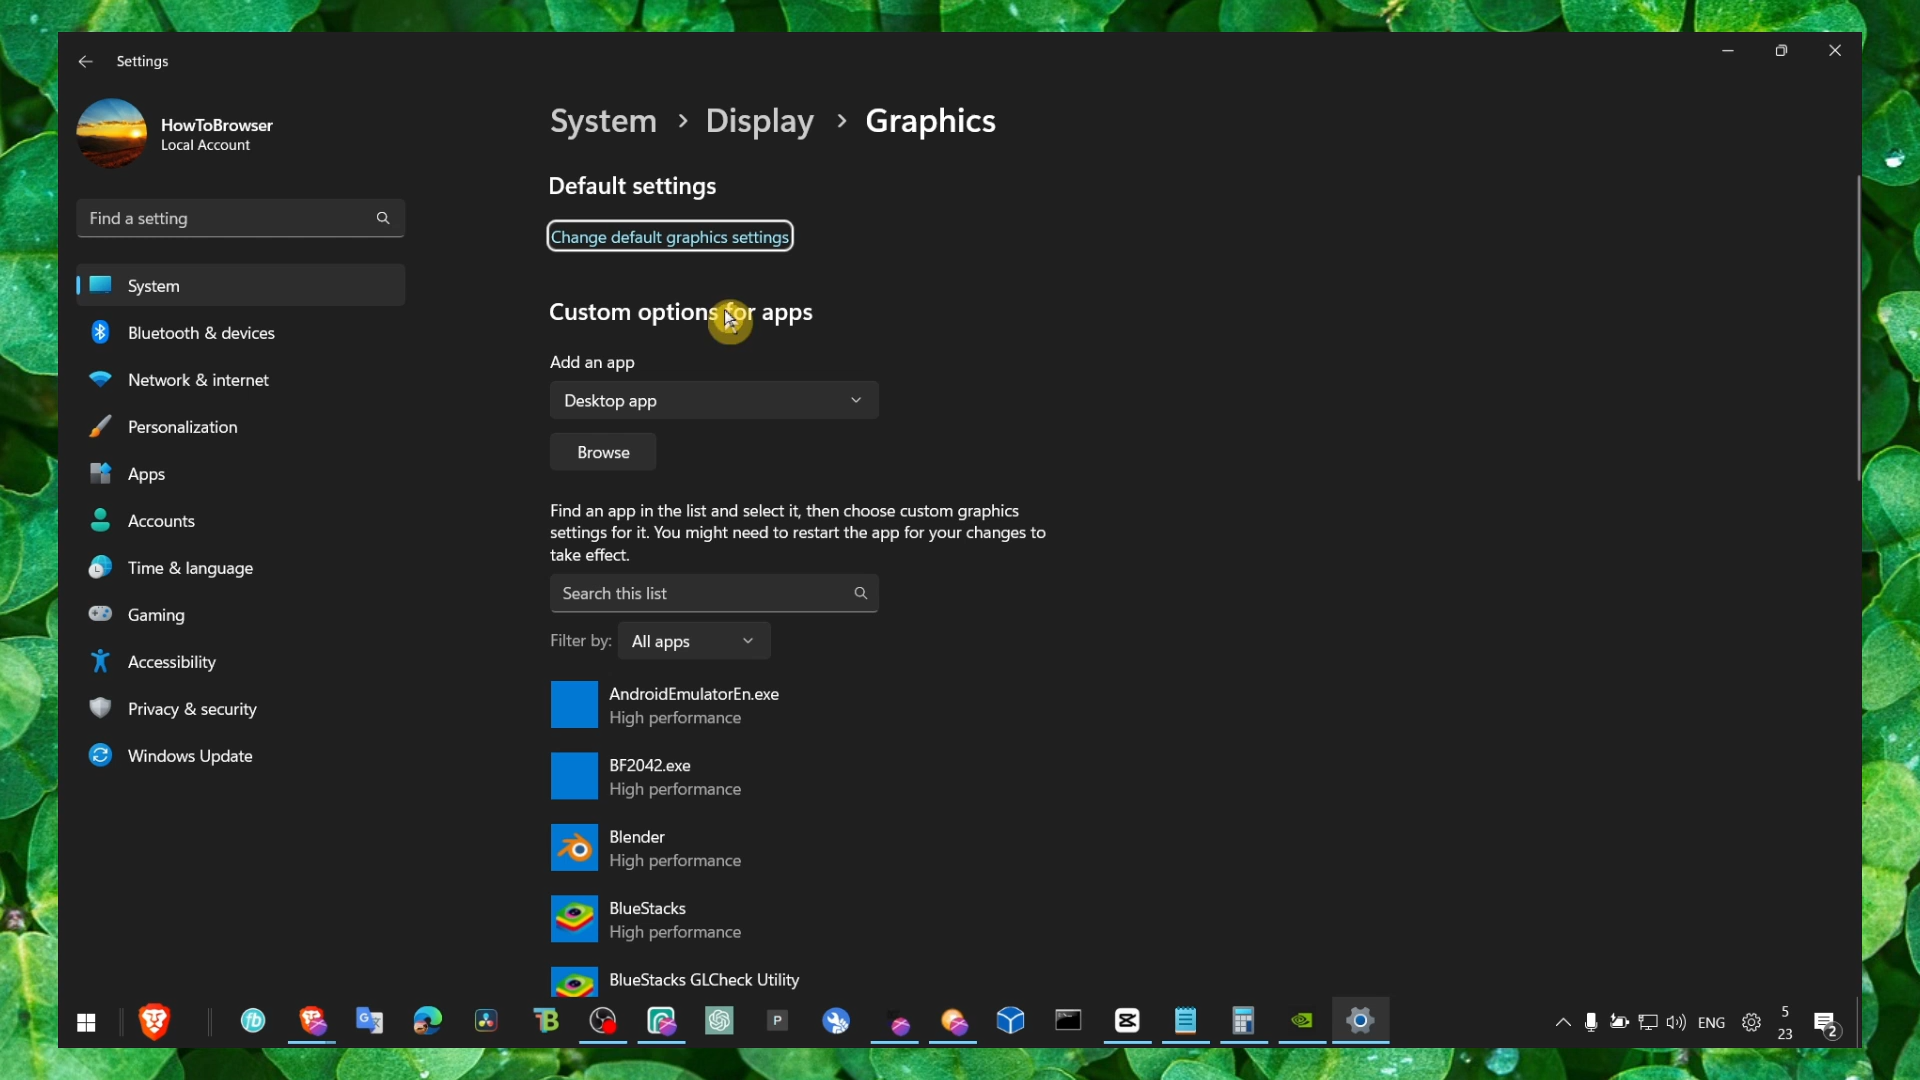 Settings
HowToBrowser
Local Account
Find a setting
System
Bluetooth & devices
Network & internet
Personalization
Apps
Accounts
Time & language
Gaming
Accessibility
Privacy & security
Windows Update
System > Display > Graphics
Default settings
Change default graphics settings
Custom options for apps
Add an app
Desktop app
Browse
Find an app in the list and select it, then choose custom graphics
settings for it. You might need to restart the app for your changes to
take effect.
Search this list
Filter by: All apps
AndroidEmulatorEn.exe
High performance
BF2042.exe
High performance
Blender
High performance
BlueStacks
High performance
BlueStacks GLCheck Utility
P
ENG
5
23
2